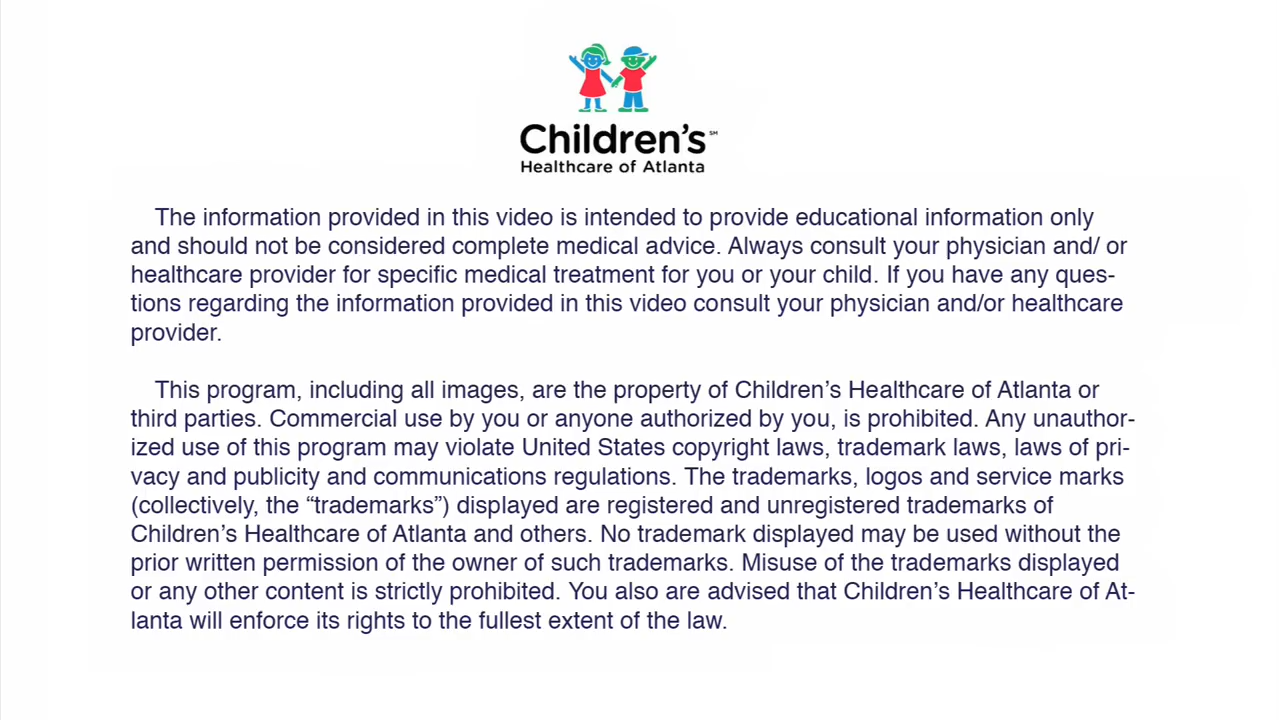 Children's℠
Healthcare of Atlanta
The information provided in this video is intended to provide educational information only
and should not be considered complete medical advice. Always consult your physician and/ or
healthcare provider for specific medical treatment for you or your child. If you have any ques-
tions regarding the information provided in this video consult your physician and/or healthcare
provider.
This program, including all images, are the property of Children’s Healthcare of Atlanta or
third parties. Commercial use by you or anyone authorized by you, is prohibited. Any unauthor-
ized use of this program may violate United States copyright laws, trademark laws, laws of pri-
vacy and publicity and communications regulations. The trademarks, logos and service marks
(collectively, the “trademarks”) displayed are registered and unregistered trademarks of
Children’s Healthcare of Atlanta and others. No trademark displayed may be used without the
prior written permission of the owner of such trademarks. Misuse of the trademarks displayed
or any other content is strictly prohibited. You also are advised that Children’s Healthcare of At-
lanta will enforce its rights to the fullest extent of the law.